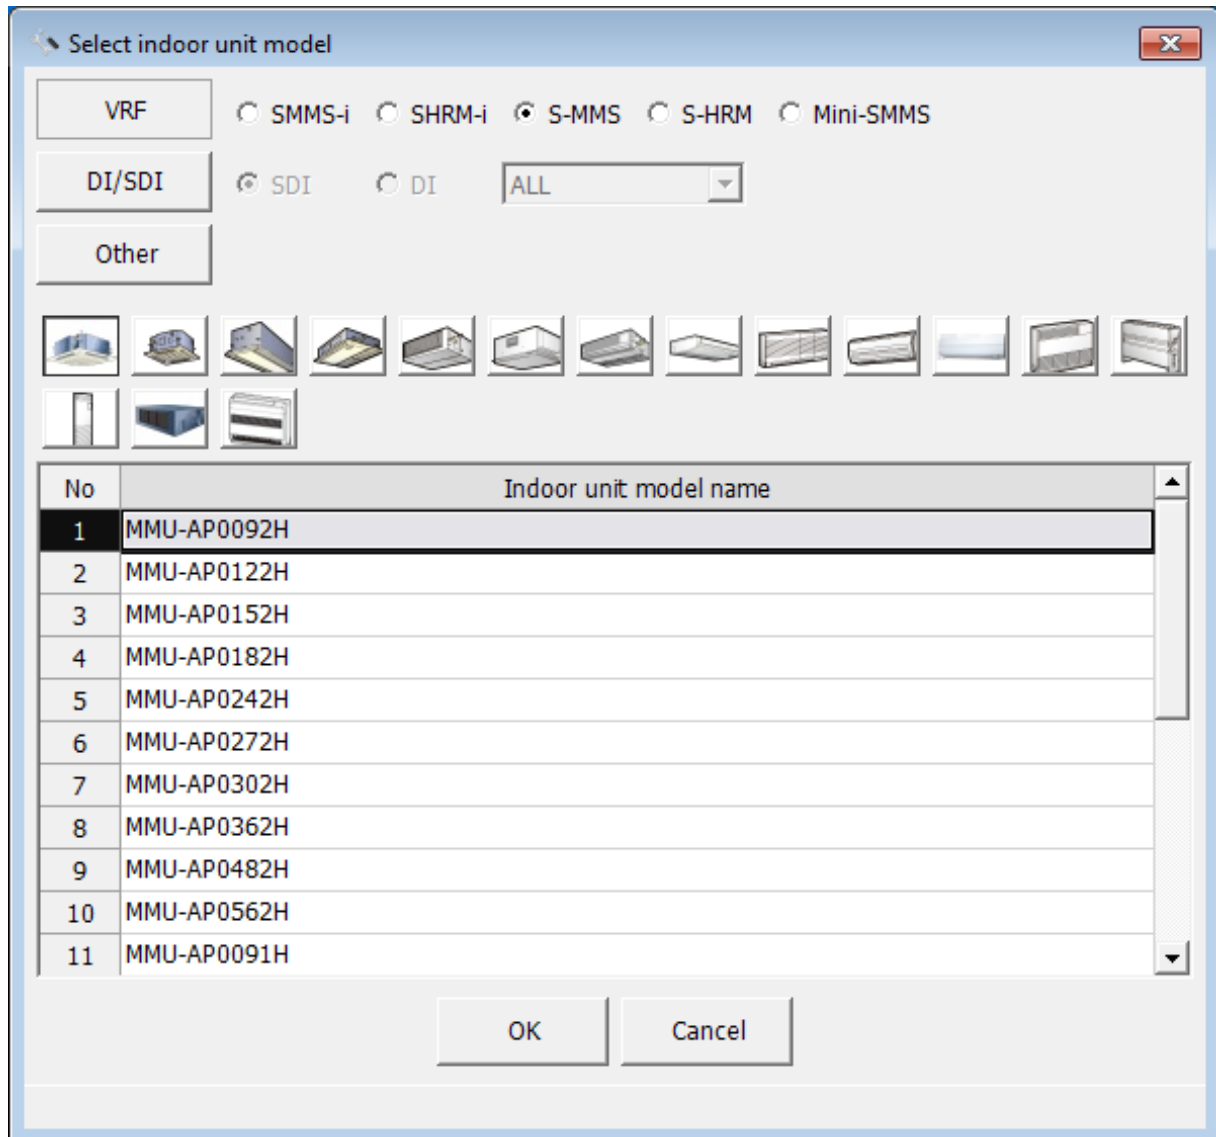 Select indoor unit model
VRF SMMS-i SHRM-i S-MMS S-HRM Mini-SMMS
DI/SDI SDI DI ALL
Other
No Indoor unit model name
1 MMU-AP0092H
2 MMU-AP0122H
3 MMU-AP0152H
4 MMU-AP0182H
5 MMU-AP0242H
6 MMU-AP0272H
7 MMU-AP0302H
8 MMU-AP0362H
9 MMU-AP0482H
10 MMU-AP0562H
11 MMU-AP0091H
OK Cancel